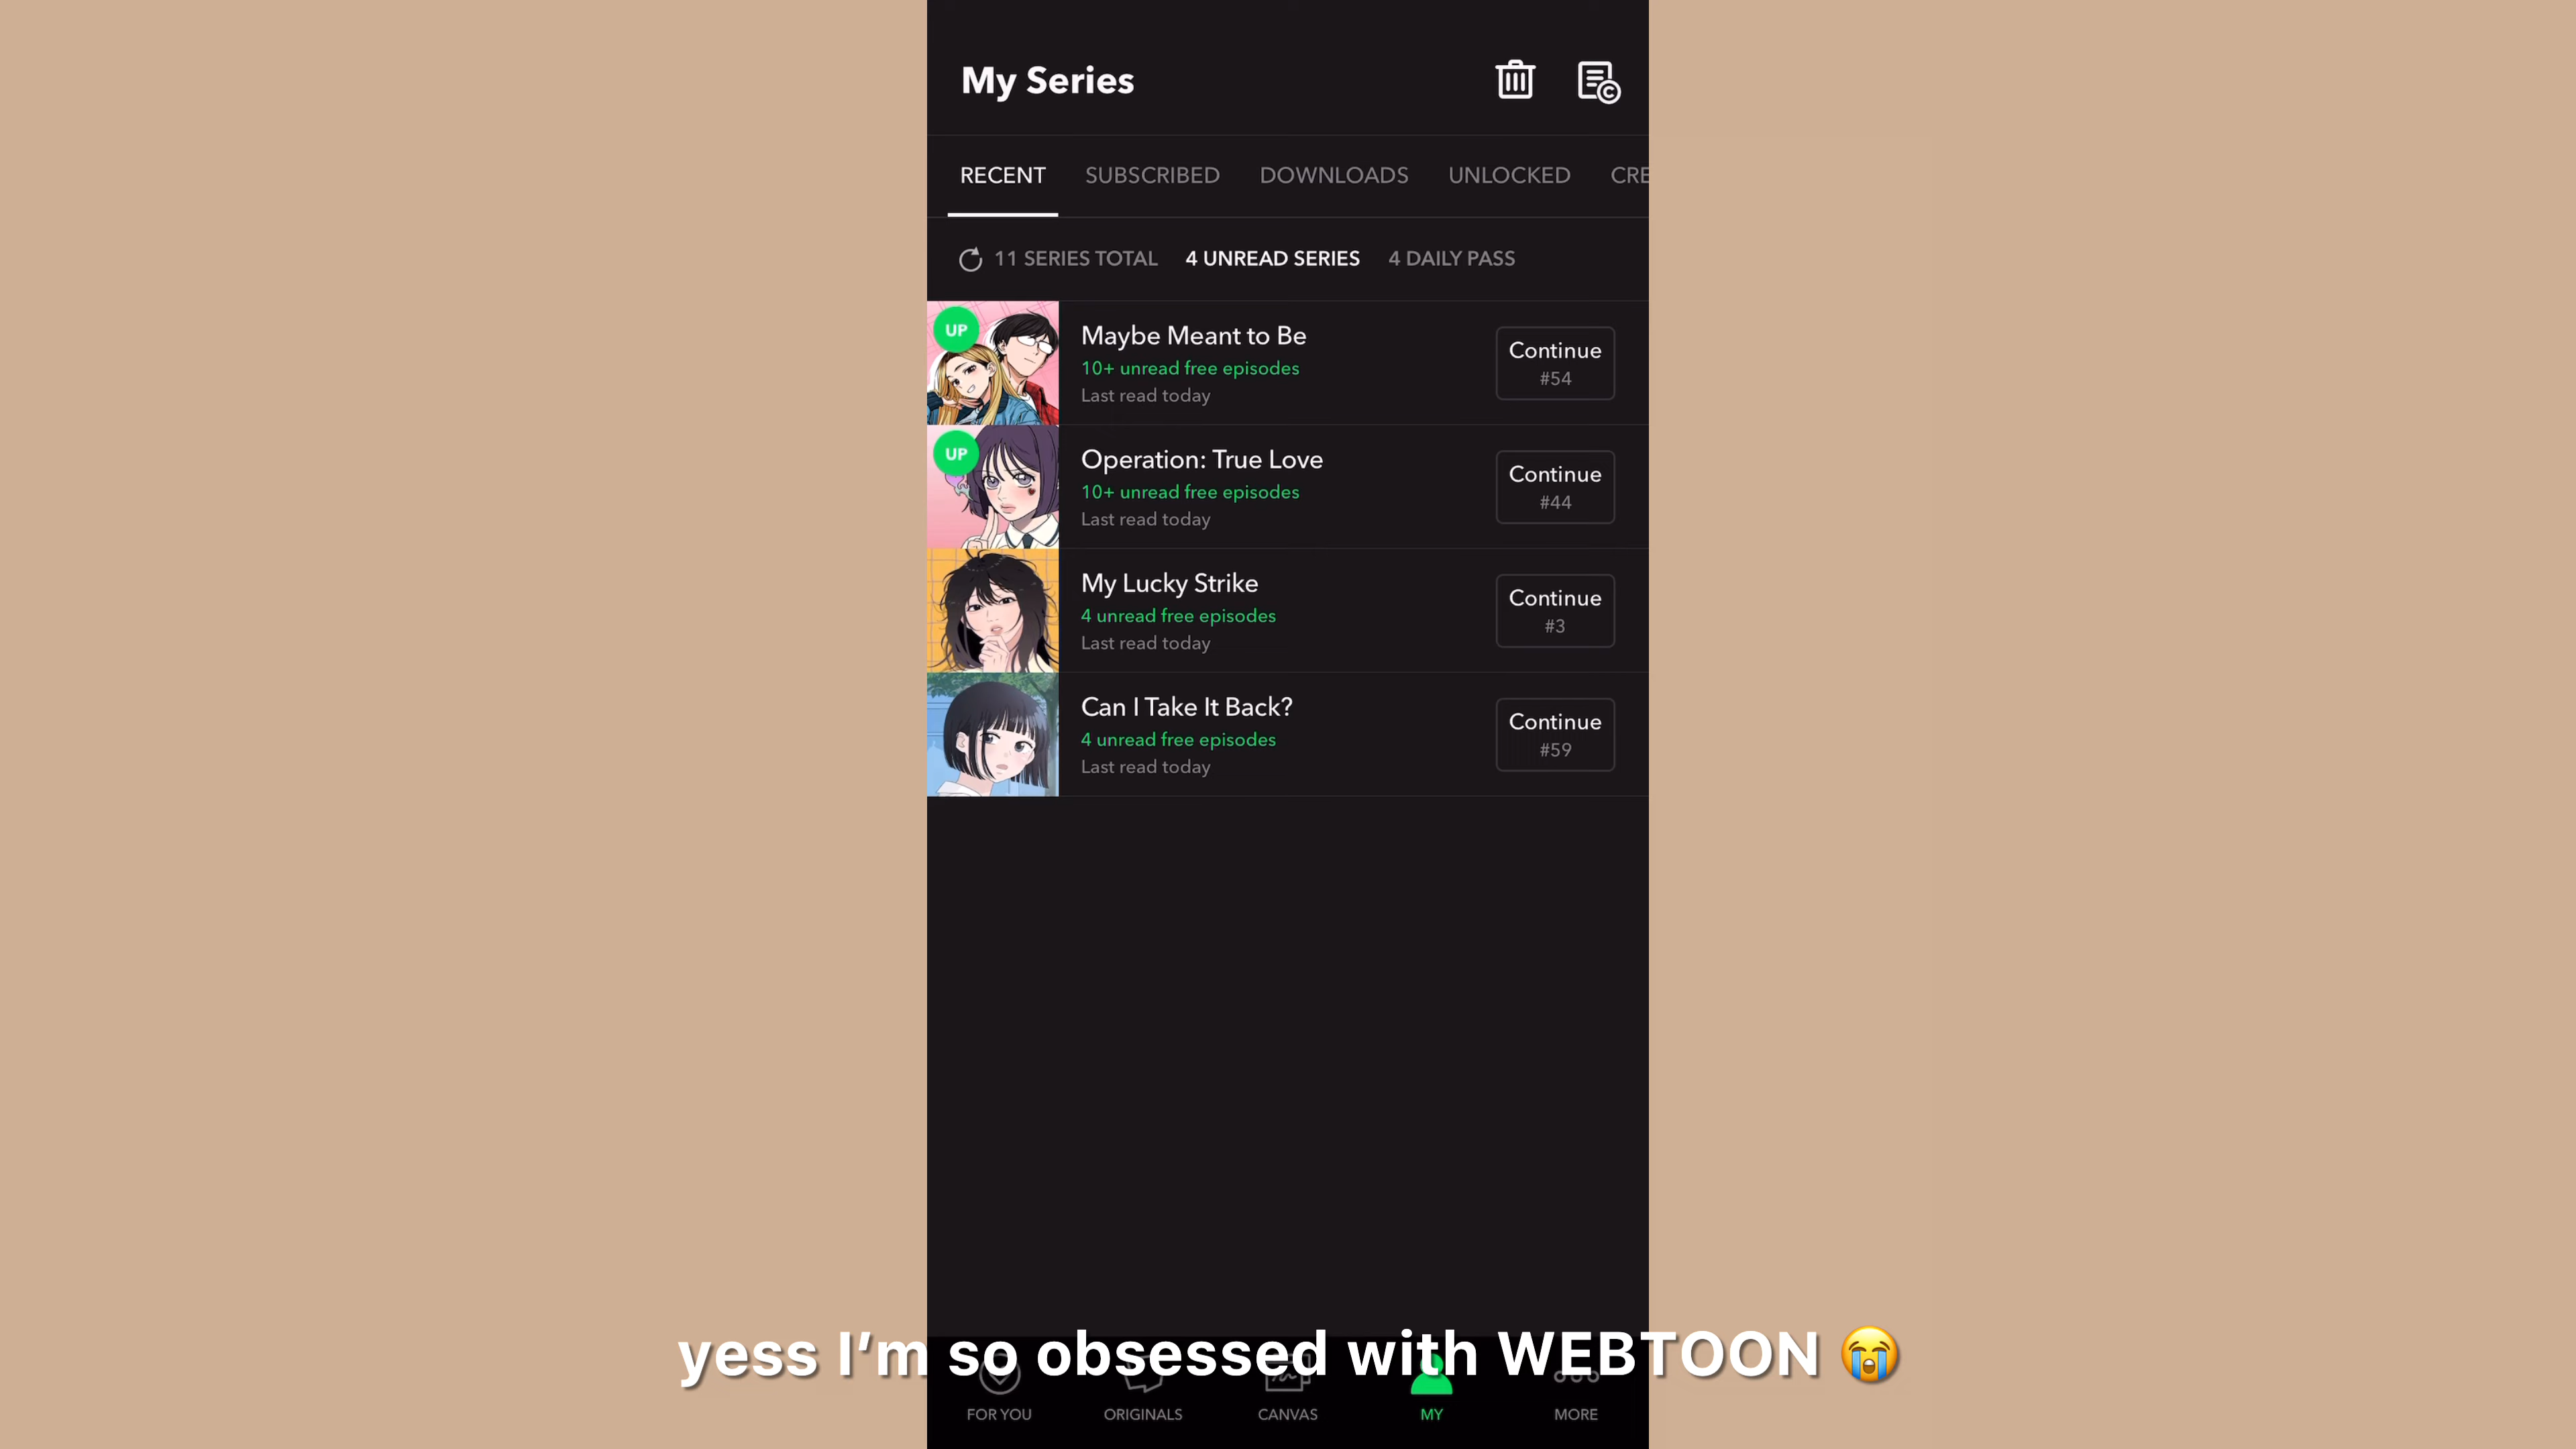 My Series
RECENT SUBSCRIBED DOWNLOADS UNLOCKED CRE
11 SERIES TOTAL 4 UNREAD SERIES 4 DAILY PASS
UP
Maybe Meant to Be
10+ unread free episodes
Last read today
Continue
#54
UP
Operation: True Love
10+ unread free episodes
Last read today
Continue
#44
My Lucky Strike
4 unread free episodes
Last read today
Continue
#3
Can I Take It Back?
4 unread free episodes
Last read today
Continue
#59
yess I'm so obsessed with WEBTOON 😭
FOR YOU ORIGINALS CANVAS MY MORE